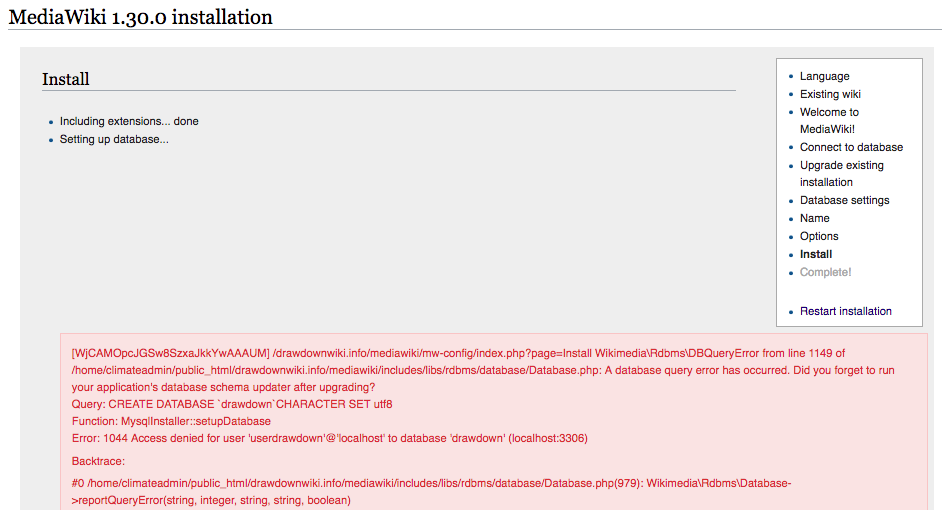 MediaWiki 1.30.0 installation
Install
Including extensions... done
Setting up database...
Language
Existing wiki
Welcome to
MediaWiki!
Connect to database
Upgrade existing
installation
Database settings
Name
Options
Install
Complete!
Restart installation
[WjCAMOpcJGSw8SzxaJkkYwAAAUM] /drawdownwiki.info/mediawiki/mw-config/index.php?page=Install Wikimedia\Rdbms\DBQueryError from line 1149 of
/home/climateadmin/public_html/drawdownwiki.info/mediawiki/includes/libs/rdbms/database/Database.php: A database query error has occurred. Did you forget to run
your application's database schema updater after upgrading?
Query: CREATE DATABASE `drawdown`CHARACTER SET utf8
Function: MysqlInstaller::setupDatabase
Error: 1044 Access denied for user 'userdrawdown'@'localhost' to database 'drawdown' (localhost:3306)
Backtrace:
#0 /home/climateadmin/public_html/drawdownwiki.info/mediawiki/includes/libs/rdbms/database/Database.php(979): Wikimedia\Rdbms\Database-
>reportQueryError(string, integer, string, string, boolean)